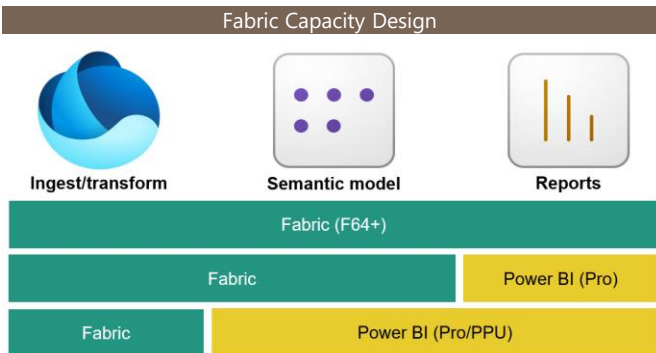 Fabric Capacity Design
Ingest/transform Semantic model Reports
Fabric (F64+)
Fabric Power BI (Pro)
Fabric Power BI (Pro/PPU)